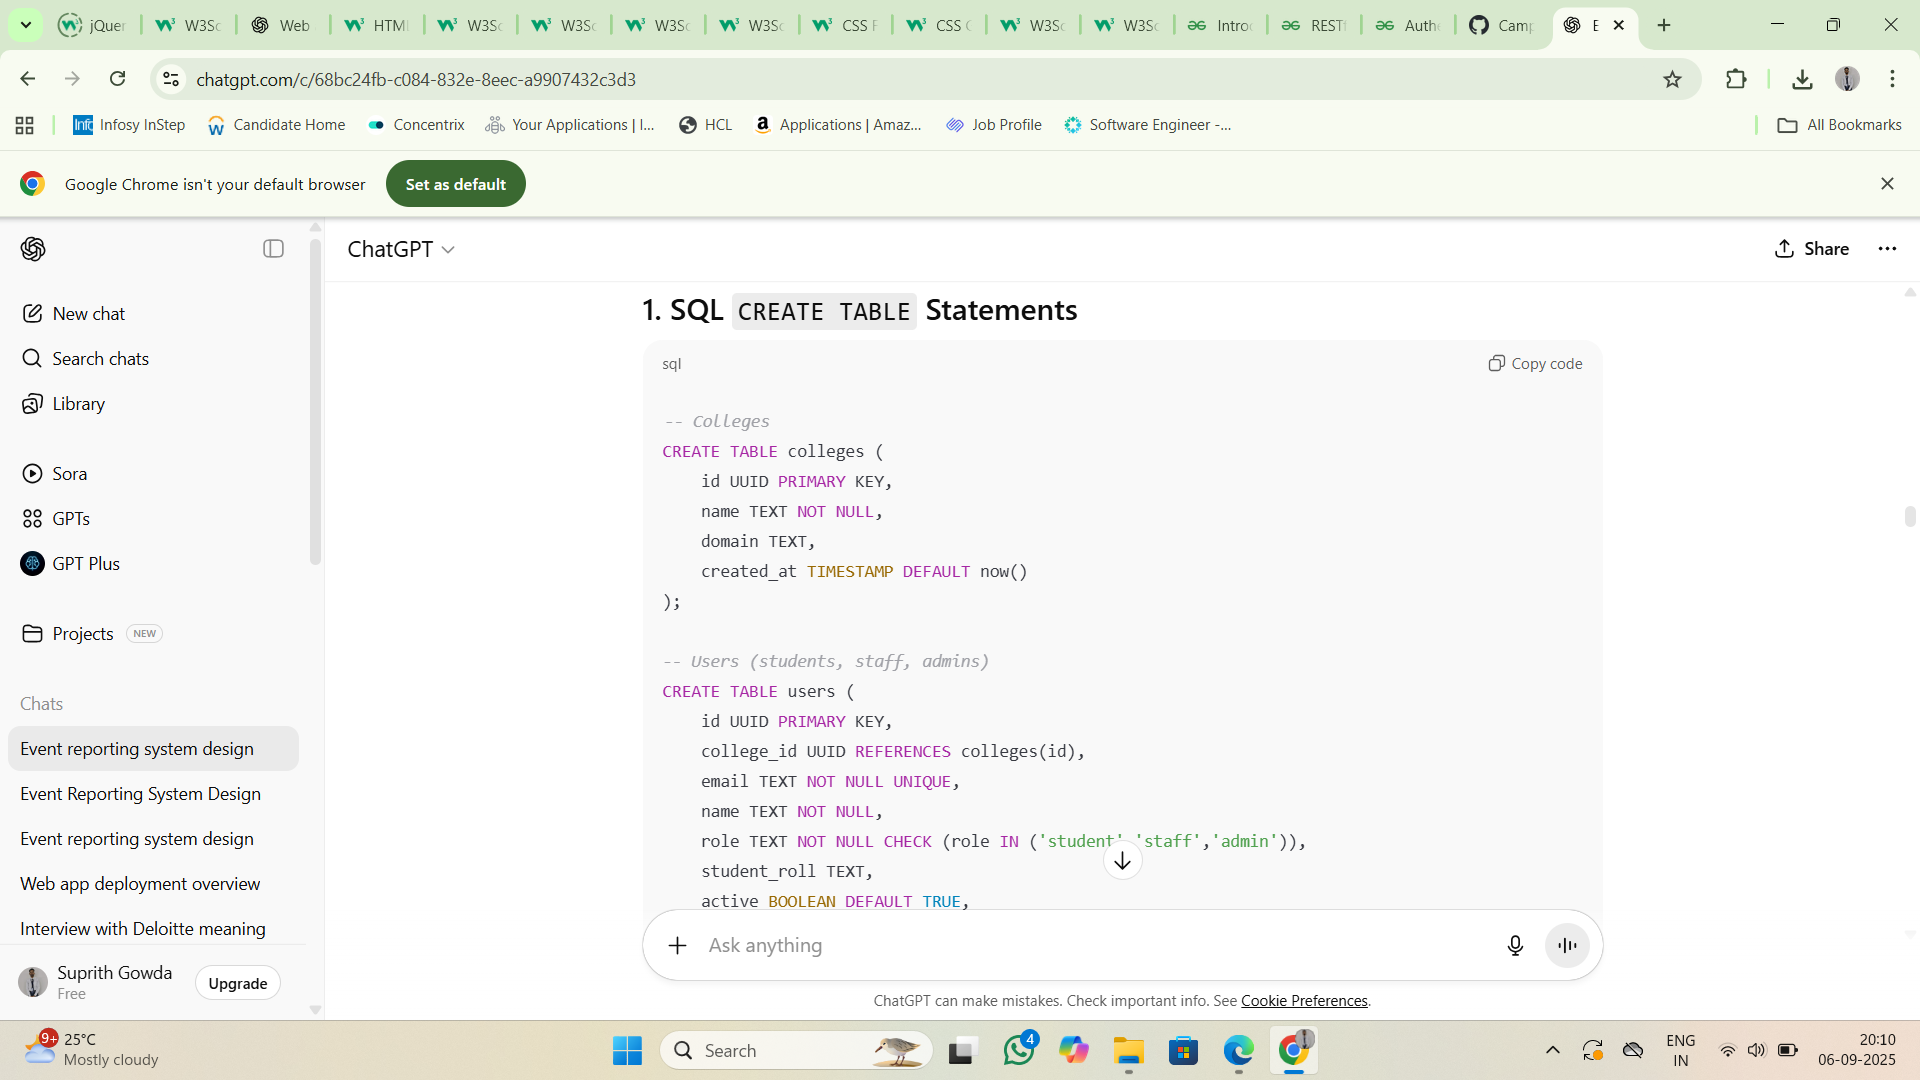 jQuer
W3Sc
Web
HTMl
W3Sc
W3Sc
W3Sc
W3Sc
CSS F
CSS C
W3Sc
W3Sc
Introc
RESTf
Authe
Camp
E
chatgpt.com/c/68bc24fb-c084-832e-8eec-a9907432c3d3
Infosy InStep
Candidate Home
Concentrix
Your Applications | I...
HCL
Applications | Amaz...
Job Profile
Software Engineer -...
All Bookmarks
Google Chrome isn't your default browser
Set as default
ChatGPT
Share
New chat
Search chats
Library
Sora
GPTs
GPT Plus
Projects NEW
Chats
Event reporting system design
Event Reporting System Design
Event reporting system design
Web app deployment overview
Interview with Deloitte meaning
Suprith Gowda
Free
Upgrade
1. SQL CREATE TABLE Statements
sql
Copy code
-- Colleges
CREATE TABLE colleges (
id UUID PRIMARY KEY,
name TEXT NOT NULL,
domain TEXT,
created_at TIMESTAMP DEFAULT now()
);
-- Users (students, staff, admins)
CREATE TABLE users (
id UUID PRIMARY KEY,
college_id UUID REFERENCES colleges(id),
email TEXT NOT NULL UNIQUE,
name TEXT NOT NULL,
role TEXT NOT NULL CHECK (role IN ('student','staff','admin')),
student_roll TEXT,
active BOOLEAN DEFAULT TRUE,
Ask anything
ChatGPT can make mistakes. Check important info. See Cookie Preferences.
9+
25°C
Mostly cloudy
Search
4
ENG
IN
20:10
06-09-2025